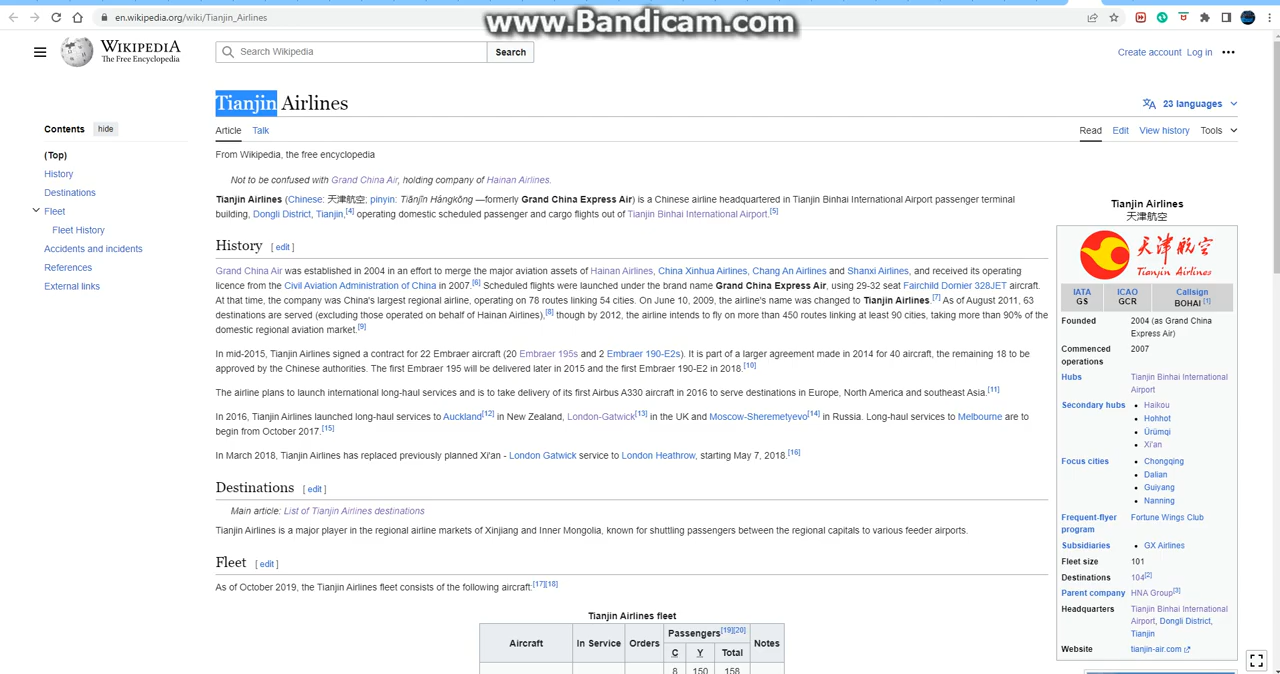 en.wikipedia.org/wiki/Tianjin_Airlines
www.Bandicam.com
WIKIPEDIA
The Free Encyclopedia
Search Wikipedia
Search
Create account Log in
Tianjin Airlines
23 languages
Contents hide
(Top)
History
Destinations
Fleet
Fleet History
Accidents and incidents
References
External links
Article Talk
Read Edit View history Tools
From Wikipedia, the free encyclopedia
Not to be confused with Grand China Air, holding company of Hainan Airlines.
Tianjin Airlines (Chinese: 天津航空; pinyin: Tiānjīn Hángkōng —formerly Grand China Express Air) is a Chinese airline headquartered in Tianjin Binhai International Airport passenger terminal
building, Dongli District, Tianjin,[4] operating domestic scheduled passenger and cargo flights out of Tianjin Binhai International Airport.[5]
History [ edit ]
Grand China Air was established in 2004 in an effort to merge the major aviation assets of Hainan Airlines, China Xinhua Airlines, Chang An Airlines and Shanxi Airlines, and received its operating
licence from the Civil Aviation Administration of China in 2007.[6] Scheduled flights were launched under the brand name Grand China Express Air, using 29-32 seat Fairchild Dornier 328JET aircraft.
At that time, the company was China's largest regional airline, operating on 78 routes linking 54 cities. On June 10, 2009, the airline's name was changed to Tianjin Airlines.[7] As of August 2011, 63
destinations are served (excluding those operated on behalf of Hainan Airlines),[8] though by 2012, the airline intends to fly on more than 450 routes linking at least 90 cities, taking more than 90% of the
domestic regional aviation market.[9]
In mid-2015, Tianjin Airlines signed a contract for 22 Embraer aircraft (20 Embraer 195s and 2 Embraer 190-E2s). It is part of a larger agreement made in 2014 for 40 aircraft, the remaining 18 to be
approved by the Chinese authorities. The first Embraer 195 will be delivered later in 2015 and the first Embraer 190-E2 in 2018.[10]
The airline plans to launch international long-haul services and is to take delivery of its first Airbus A330 aircraft in 2016 to serve destinations in Europe, North America and southeast Asia.[11]
In 2016, Tianjin Airlines launched long-haul services to Auckland[12] in New Zealand, London-Gatwick[13] in the UK and Moscow-Sheremetyevo[14] in Russia. Long-haul services to Melbourne are to
begin from October 2017.[15]
In March 2018, Tianjin Airlines has replaced previously planned Xi'an - London Gatwick service to London Heathrow, starting May 7, 2018.[16]
Destinations [ edit ]
Main article: List of Tianjin Airlines destinations
Tianjin Airlines is a major player in the regional airline markets of Xinjiang and Inner Mongolia, known for shuttling passengers between the regional capitals to various feeder airports.
Fleet [ edit ]
As of October 2019, the Tianjin Airlines fleet consists of the following aircraft:[17][18]
Tianjin Airlines fleet
Aircraft In Service Orders Passengers[19][20] Notes
C Y Total
8 150 158
Tianjin Airlines
天津航空
天津航空
Tianjin Airlines
IATA ICAO Callsign
GS GCR BOHAI [1]
Founded 2004 (as Grand China
Express Air)
Commenced 2007
operations
Hubs Tianjin Binhai International
Airport
Secondary hubs • Haikou
• Hohhot
• Ürümqi
• Xi'an
Focus cities • Chongqing
• Dalian
• Guiyang
• Nanning
Frequent-flyer Fortune Wings Club
program
Subsidiaries • GX Airlines
Fleet size 101
Destinations 104[2]
Parent company HNA Group[3]
Headquarters Tianjin Binhai International
Airport, Dongli District,
Tianjin
Website tianjin-air.com